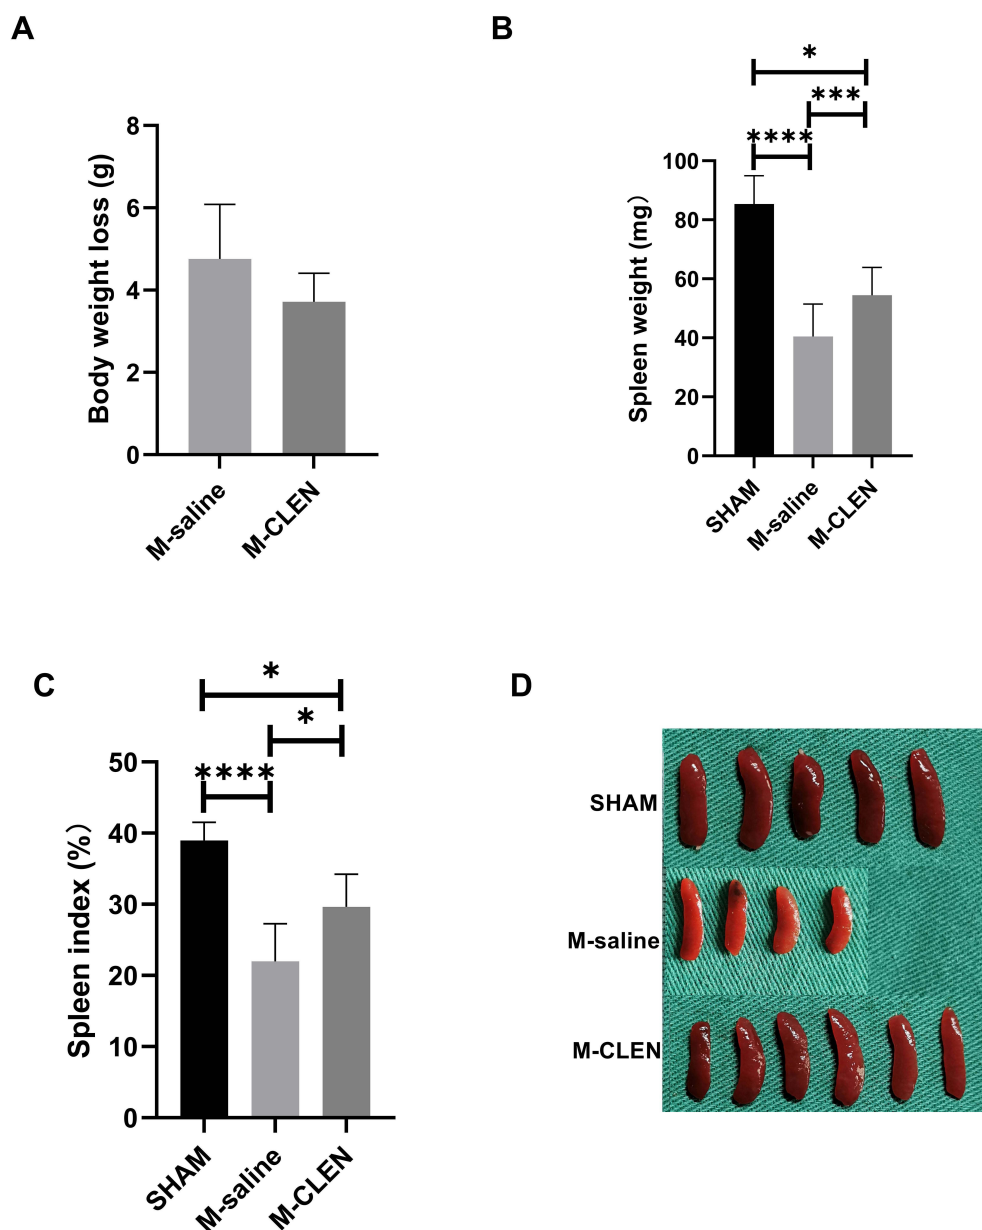 A
Body weight loss (g)
8
6
4
2
0
M-saline
M-CLEN
B
*
***
****
Spleen weight (mg）
100
80
60
40
20
0
SHAM
M-saline
M-CLEN
C
*
*
****
Spleen index (%）
50
40
30
20
10
0
SHAM
M-saline
M-CLEN
D
SHAM
M-saline
M-CLEN